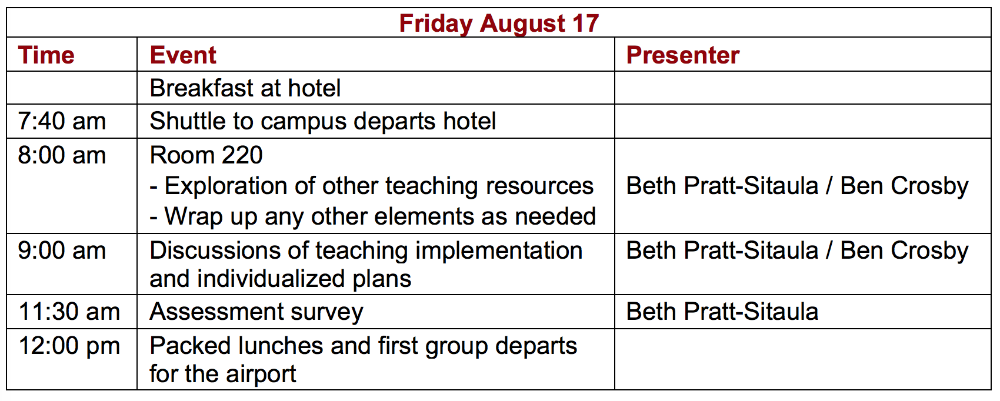 Friday August 17
Time Event Presenter
Breakfast at hotel
7:40 am Shuttle to campus departs hotel
8:00 am Room 220
- Exploration of other teaching resources Beth Pratt-Sitaula / Ben Crosby
- Wrap up any other elements as needed
9:00 am Discussions of teaching implementation Beth Pratt-Sitaula / Ben Crosby
and individualized plans
11:30 am Assessment survey Beth Pratt-Sitaula
12:00 pm Packed lunches and first group departs
for the airport